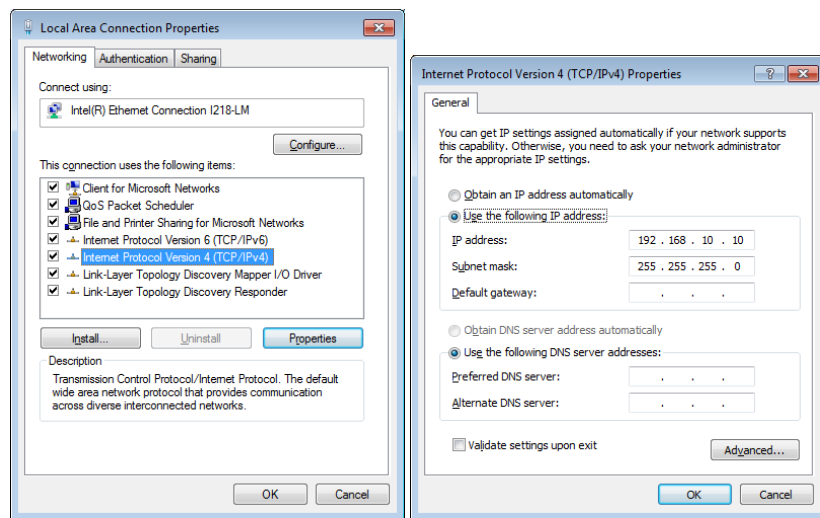 Local Area Connection Properties
Networking
Authentication
Sharing
Connect using:
Intel(R) Ethernet Connection I218-LM
Configure...
This connection uses the following items:
Client for Microsoft Networks
QoS Packet Scheduler
File and Printer Sharing for Microsoft Networks
Internet Protocol Version 6 (TCP/IPv6)
Internet Protocol Version 4 (TCP/IPv4)
Link-Layer Topology Discovery Mapper I/O Driver
Link-Layer Topology Discovery Responder
Install...
Uninstall
Properties
Description
Transmission Control Protocol/Internet Protocol. The default
wide area network protocol that provides communication
across diverse interconnected networks.
OK
Cancel
Internet Protocol Version 4 (TCP/IPv4) Properties
General
You can get IP settings assigned automatically if your network supports
this capability. Otherwise, you need to ask your network administrator
for the appropriate IP settings.
Obtain an IP address automatically
Use the following IP address:
IP address: 192 . 168 . 10 . 10
Subnet mask: 255 . 255 . 255 . 0
Default gateway: . . .
Obtain DNS server address automatically
Use the following DNS server addresses:
Preferred DNS server: . . .
Alternate DNS server: . . .
Validate settings upon exit
Advanced...
OK
Cancel